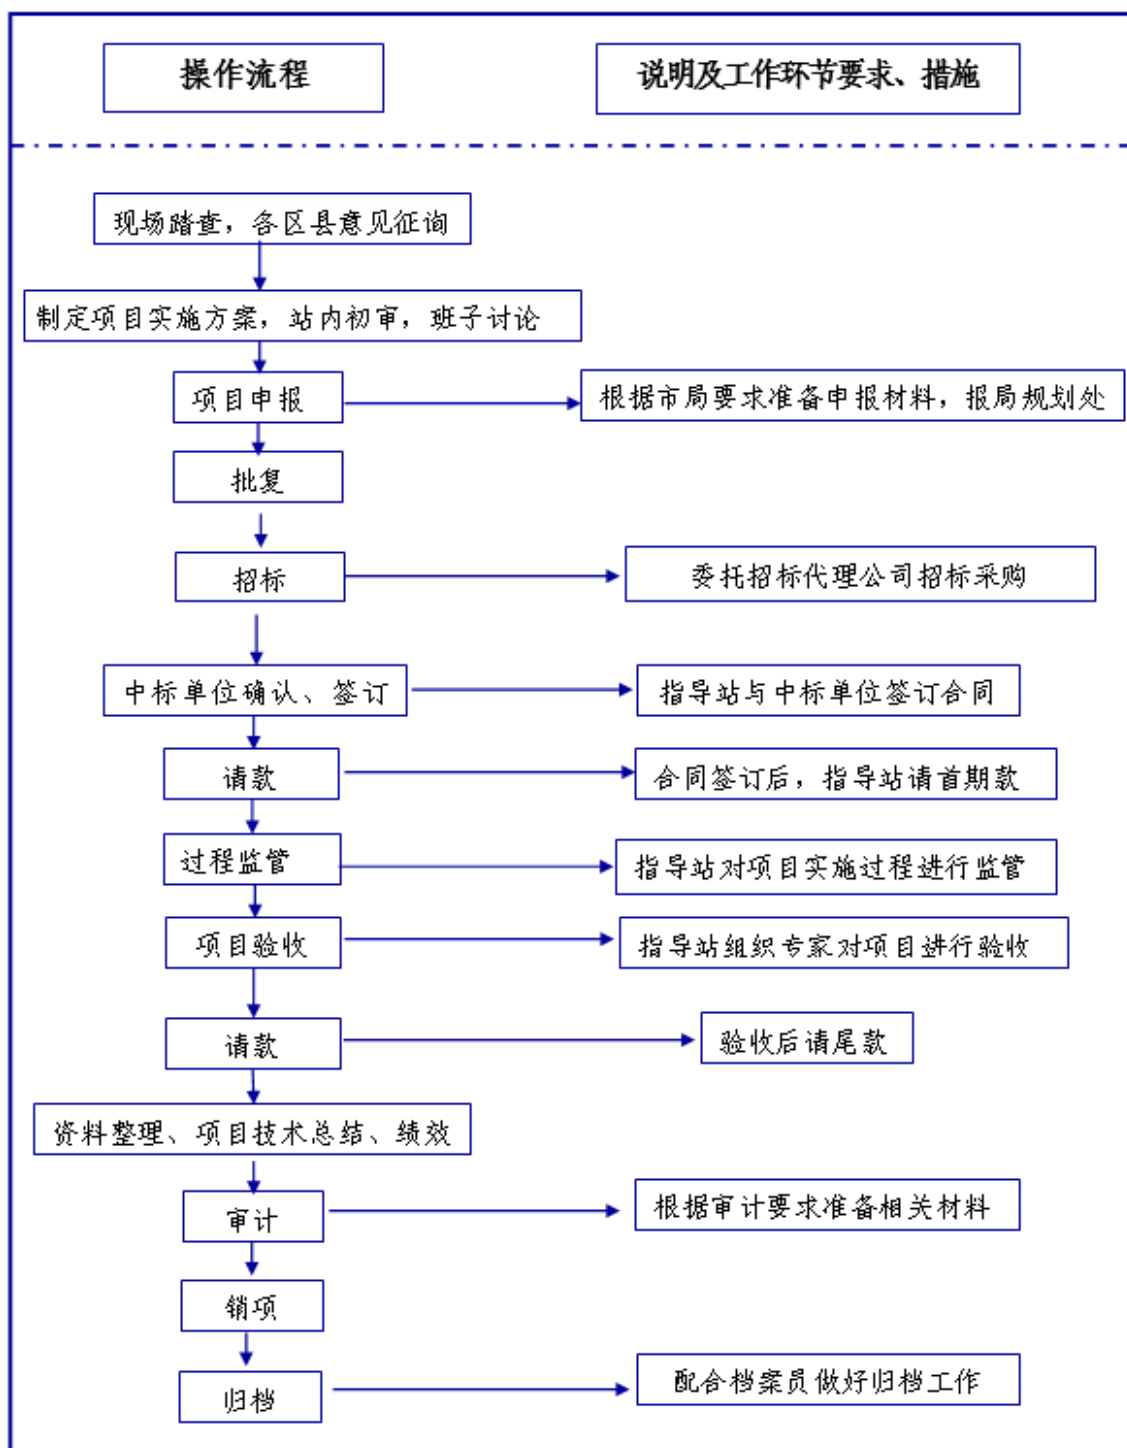 操作流程
说明及工作环节要求、措施
现场踏查，各区县意见征询
制定项目实施方案，站内初审，班子讨论
项目申报
根据市局要求准备申报材料，报局规划处
批复
招标
委托招标代理公司招标采购
中标单位确认、签订
指导站与中标单位签订合同
请款
合同签订后，指导站请首期款
过程监管
指导站对项目实施过程进行监管
项目验收
指导站组织专家对项目进行验收
请款
验收后请尾款
资料整理、项目技术总结、绩效
审计
根据审计要求准备相关材料
销项
归档
配合档案员做好归档工作